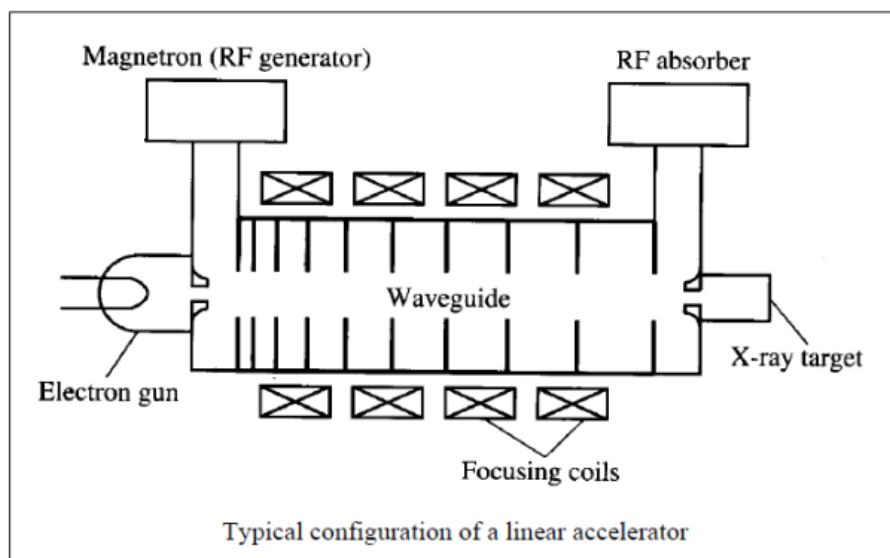 Magnetron (RF generator)
RF absorber
Waveguide
X-ray target
Electron gun
Focusing coils
Typical configuration of a linear accelerator